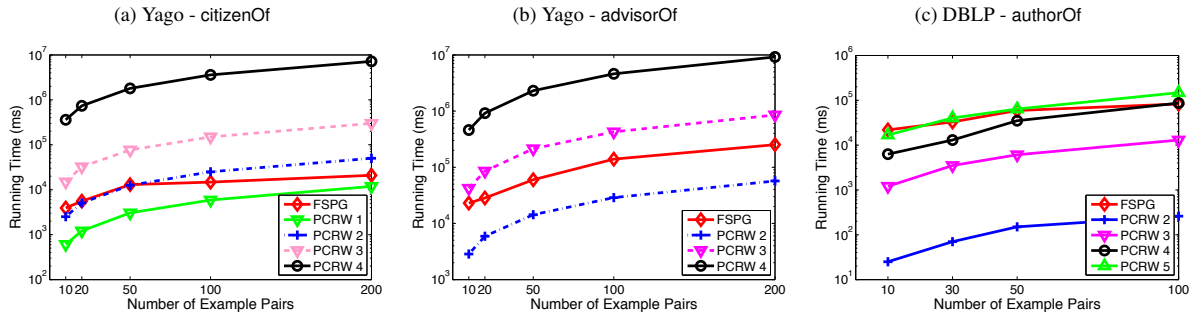 (a) Yago - citizenOf
10^7
10^6
10^5
10^4
10^3
10^2
Running Time (ms)
FSPG
PCRW 1
PCRW 2
PCRW 3
PCRW 4
10 20 50 100 200
Number of Example Pairs
(b) Yago - advisorOf
10^7
10^6
10^5
10^4
10^3
Running Time (ms)
FSPG
PCRW 2
PCRW 3
PCRW 4
10 20 50 100 200
Number of Example Pairs
(c) DBLP - authorOf
10^6
10^5
10^4
10^3
10^2
10^1
Running Time (ms)
FSPG
PCRW 2
PCRW 3
PCRW 4
PCRW 5
10 30 50 100
Number of Example Pairs